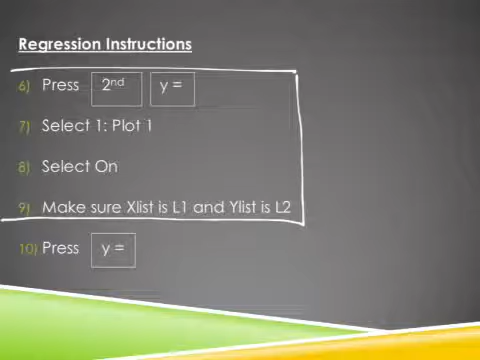 Regression Instructions
6) Press 2nd y =
7) Select 1: Plot 1
8) Select On
9) Make sure Xlist is L1 and Ylist is L2
10) Press y =